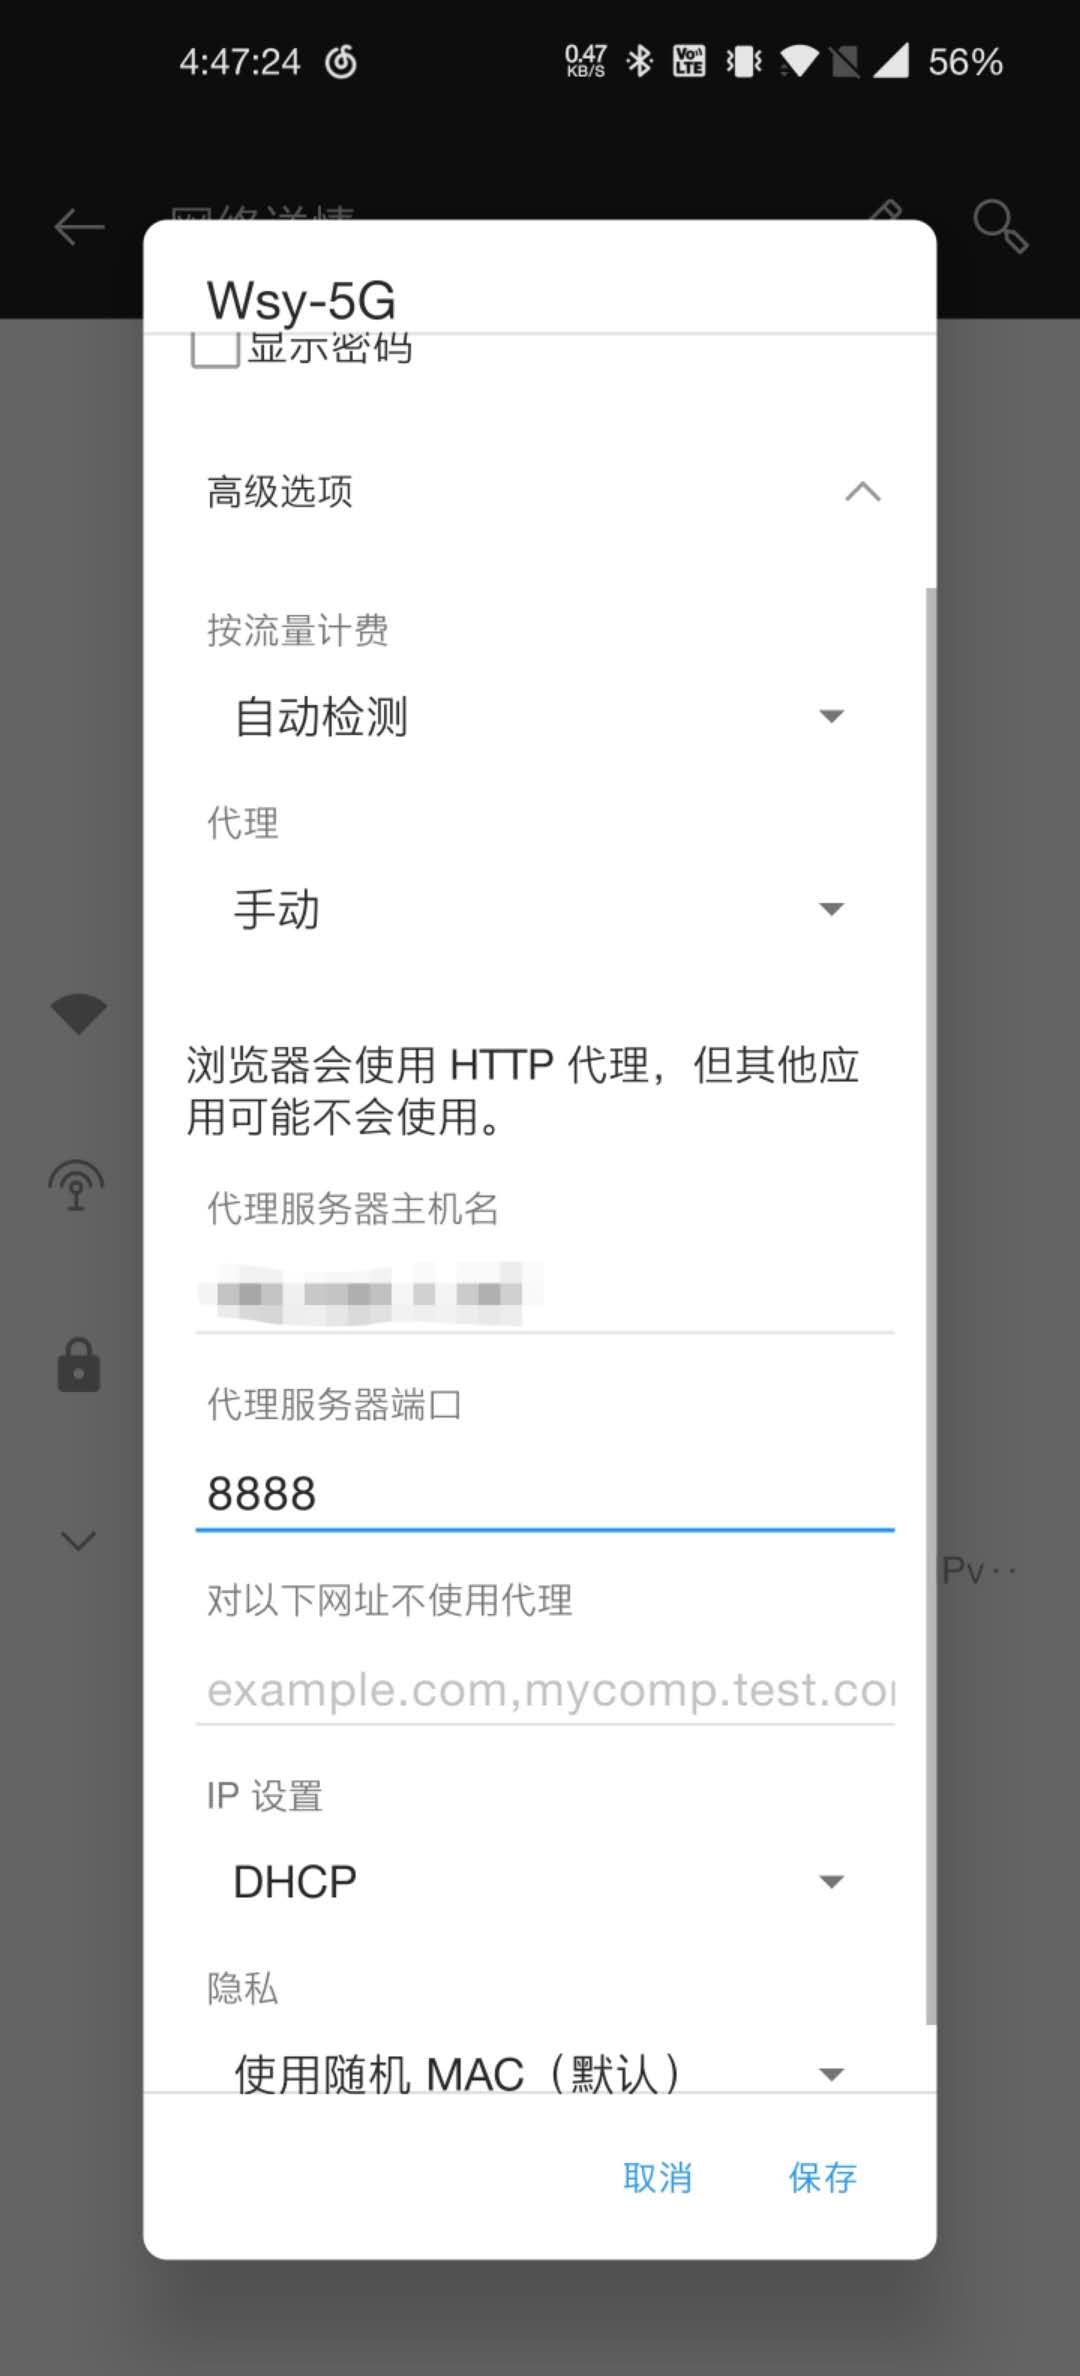 4:47:24
0.47
KB/S
Vo))
LTE
56%
网络详情
Wsy-5G
显示密码
高级选项
按流量计费
自动检测
代理
手动
浏览器会使用 HTTP 代理，但其他应
用可能不会使用。
代理服务器主机名
代理服务器端口
8888
Pv··
对以下网址不使用代理
example.com,mycomp.test.com
IP 设置
DHCP
隐私
使用随机 MAC（默认）
取消
保存